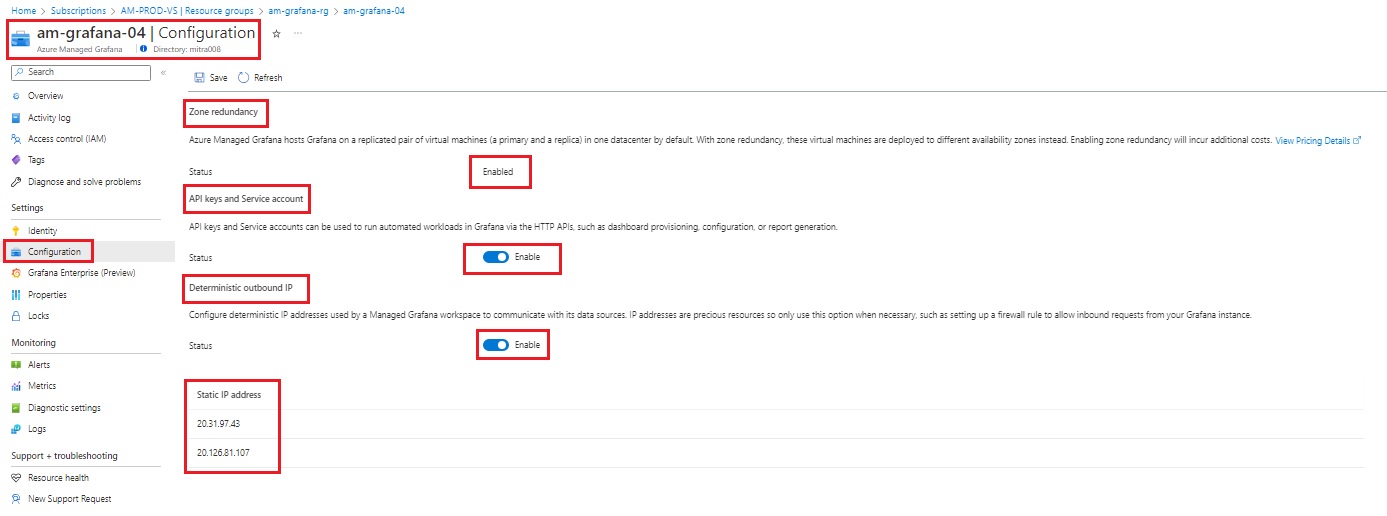 Home > Subscriptions > AM-PROD-VS | Resource groups > am-grafana-rg > am-grafana-04
am-grafana-04 | Configuration
Azure Managed Grafana | Directory: mitra008
Search
Overview
Activity log
Access control (IAM)
Tags
Diagnose and solve problems
Settings
Identity
Configuration
Grafana Enterprise (Preview)
Properties
Locks
Monitoring
Alerts
Metrics
Diagnostic settings
Logs
Support + troubleshooting
Resource health
New Support Request
Save Refresh
Zone redundancy
Azure Managed Grafana hosts Grafana on a replicated pair of virtual machines (a primary and a replica) in one datacenter by default. With zone redundancy, these virtual machines are deployed to different availability zones instead. Enabling zone redundancy will incur additional costs. View Pricing Details
Status Enabled
API keys and Service account
API keys and Service accounts can be used to run automated workloads in Grafana via the HTTP APIs, such as dashboard provisioning, configuration, or report generation.
Status Enable
Deterministic outbound IP
Configure deterministic IP addresses used by a Managed Grafana workspace to communicate with its data sources. IP addresses are precious resources so only use this option when necessary, such as setting up a firewall rule to allow inbound requests from your Grafana instance.
Status Enable
Static IP address
20.31.97.43
20.126.81.107